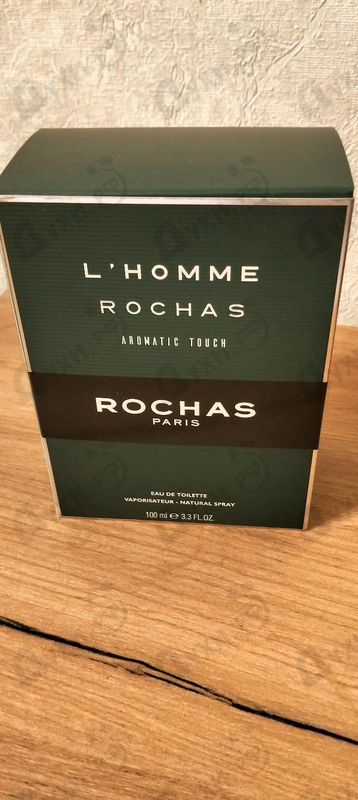 L'HOMME
ROCHAS
AROMATIC TOUCH
ROCHAS
PARIS
EAU DE TOILETTE
VAPORISATEUR - NATURAL SPRAY
100 ml ℮ 3.3 FL.OZ.